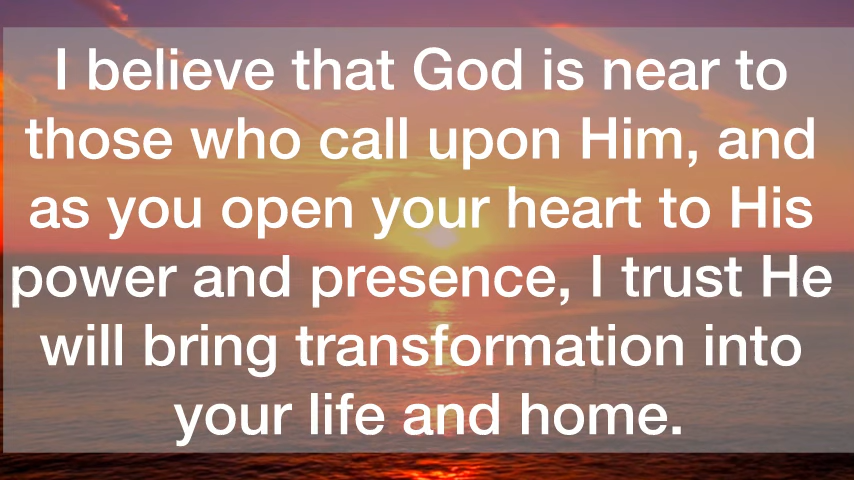 I believe that God is near to
those who call upon Him, and
as you open your heart to His
power and presence, I trust He
will bring transformation into
your life and home.